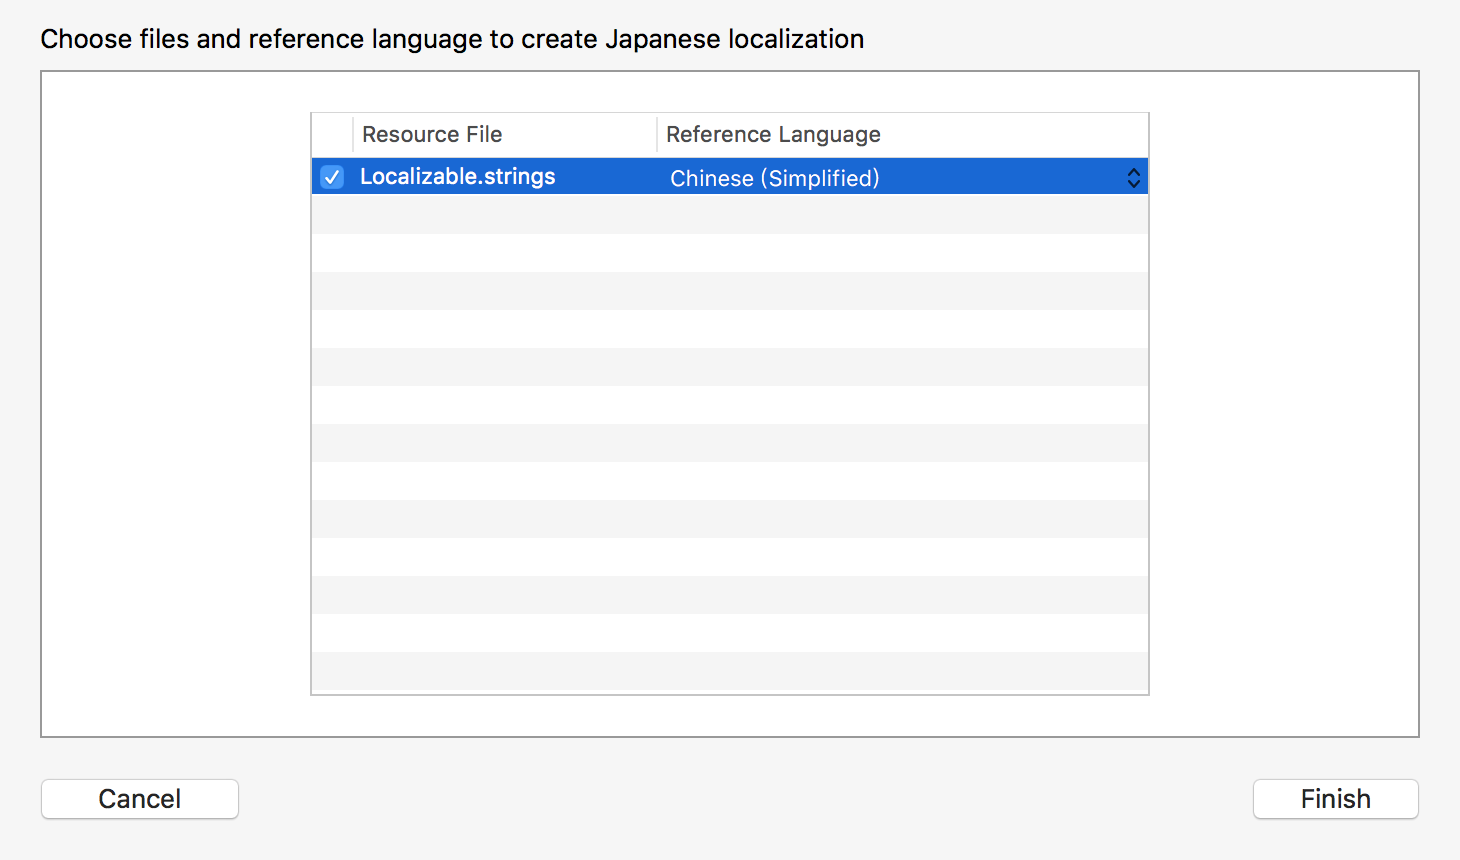 Choose files and reference language to create Japanese localization
Resource File Reference Language
Localizable.strings Chinese (Simplified)
Cancel Finish